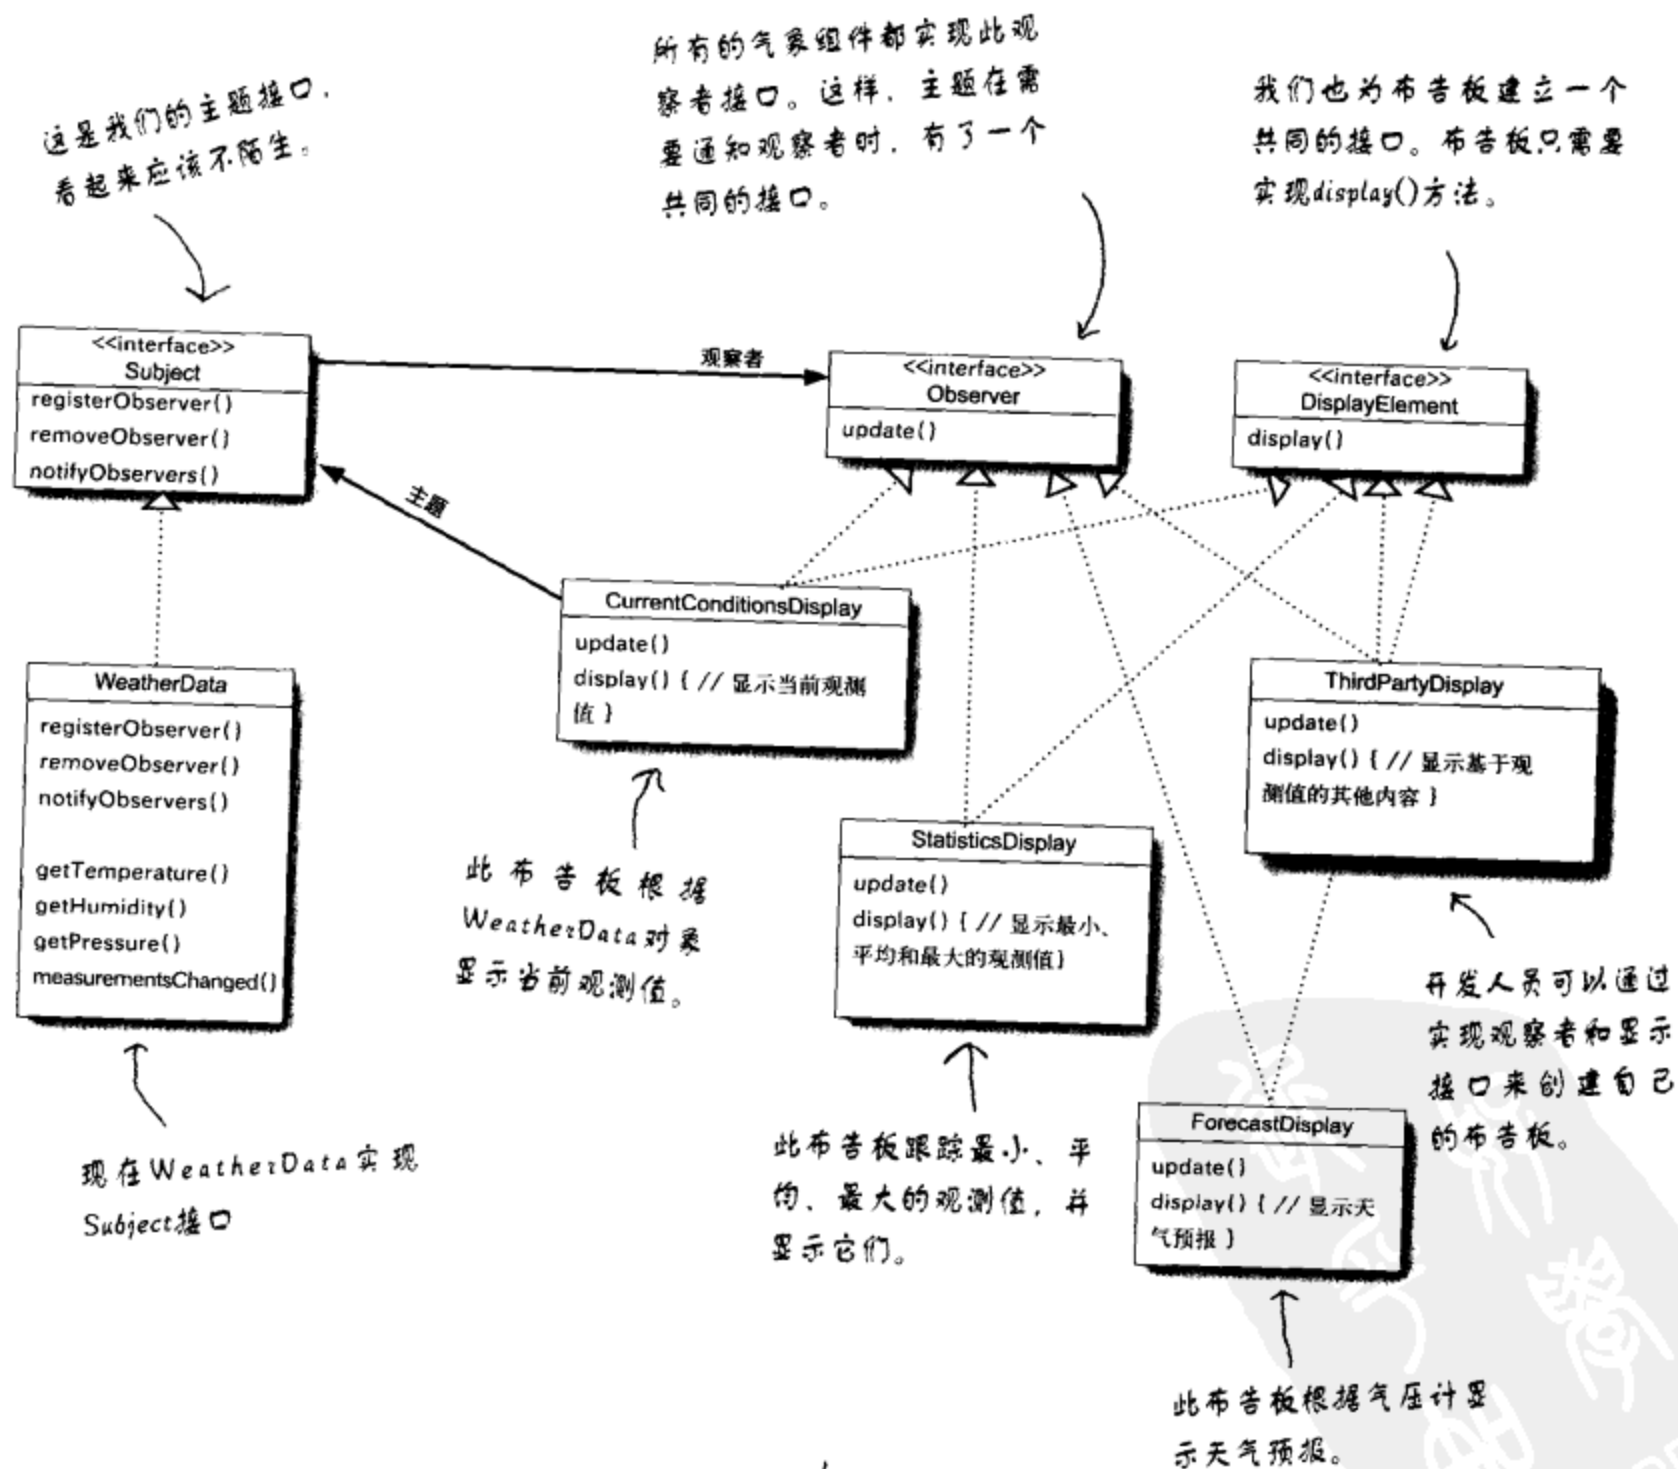 这是我们的主题接口，
看起来应该不陌生。
所有的气象组件都实现此观
察者接口。这样，主题在需
要通知观察者时，有了一个
共同的接口。
我们也为布告板建立一个
共同的接口。布告板只需要
实现display()方法。
<<interface>>
Subject
registerObserver()
removeObserver()
notifyObservers()
观察者
<<interface>>
Observer
update()
<<interface>>
DisplayElement
display()
主题
CurrentConditionsDisplay
update()
display() { // 显示当前观测
值 }
WeatherData
registerObserver()
removeObserver()
notifyObservers()
getTemperature()
getHumidity()
getPressure()
measurementsChanged()
ThirdPartyDisplay
update()
display() { // 显示基于观
测值的其他内容 }
StatisticsDisplay
update()
display() { // 显示最小、
平均和最大的观测值}
此布告板根据
WeatherData对象
显示当前观测值。
开发人员可以通过
实现观察者和显示
接口来创建自己
的布告板。
ForecastDisplay
update()
display() { // 显示天
气预报 }
现在WeatherData实现
Subject接口
此布告板跟踪最小、平
均、最大的观测值，并
显示它们。
此布告板根据气压计显
示天气预报。